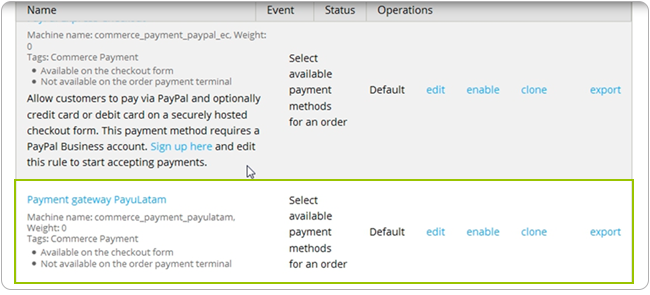 Name Event Status Operations
Machine name: commerce_payment_paypal_ec, Weight:
0
Tags: Commerce Payment
Available on the checkout form
Not available on the order payment terminal
Allow customers to pay via PayPal and optionally
credit card or debit card on a securely hosted
checkout form. This payment method requires a
PayPal Business account. Sign up here and edit
this rule to start accepting payments.
Select
available
payment
methods
for an order
Default edit enable clone export
Payment gateway PayuLatam
Machine name: commerce_payment_payulatam,
Weight: 0
Tags: Commerce Payment
Available on the checkout form
Not available on the order payment terminal
Select
available
payment
methods
for an order
Default edit enable clone export